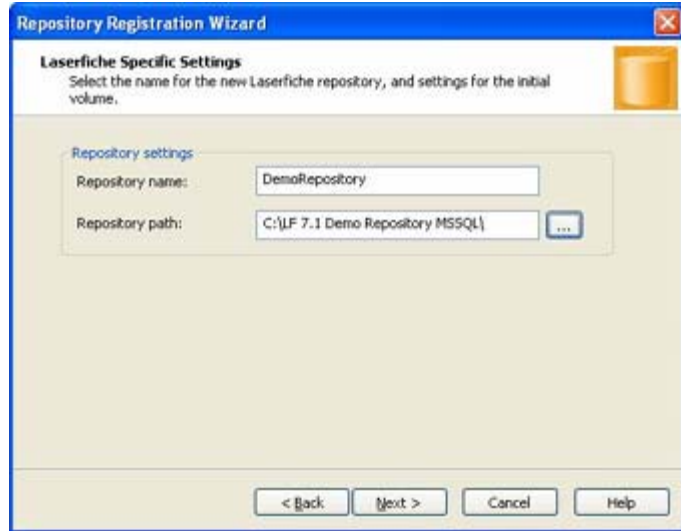 Repository Registration Wizard
Laserfiche Specific Settings
Select the name for the new Laserfiche repository, and settings for the initial
volume.
Repository settings
Repository name:
DemoRepository
Repository path:
C:\LF 7.1 Demo Repository MSSQL\
...
< Back
Next >
Cancel
Help